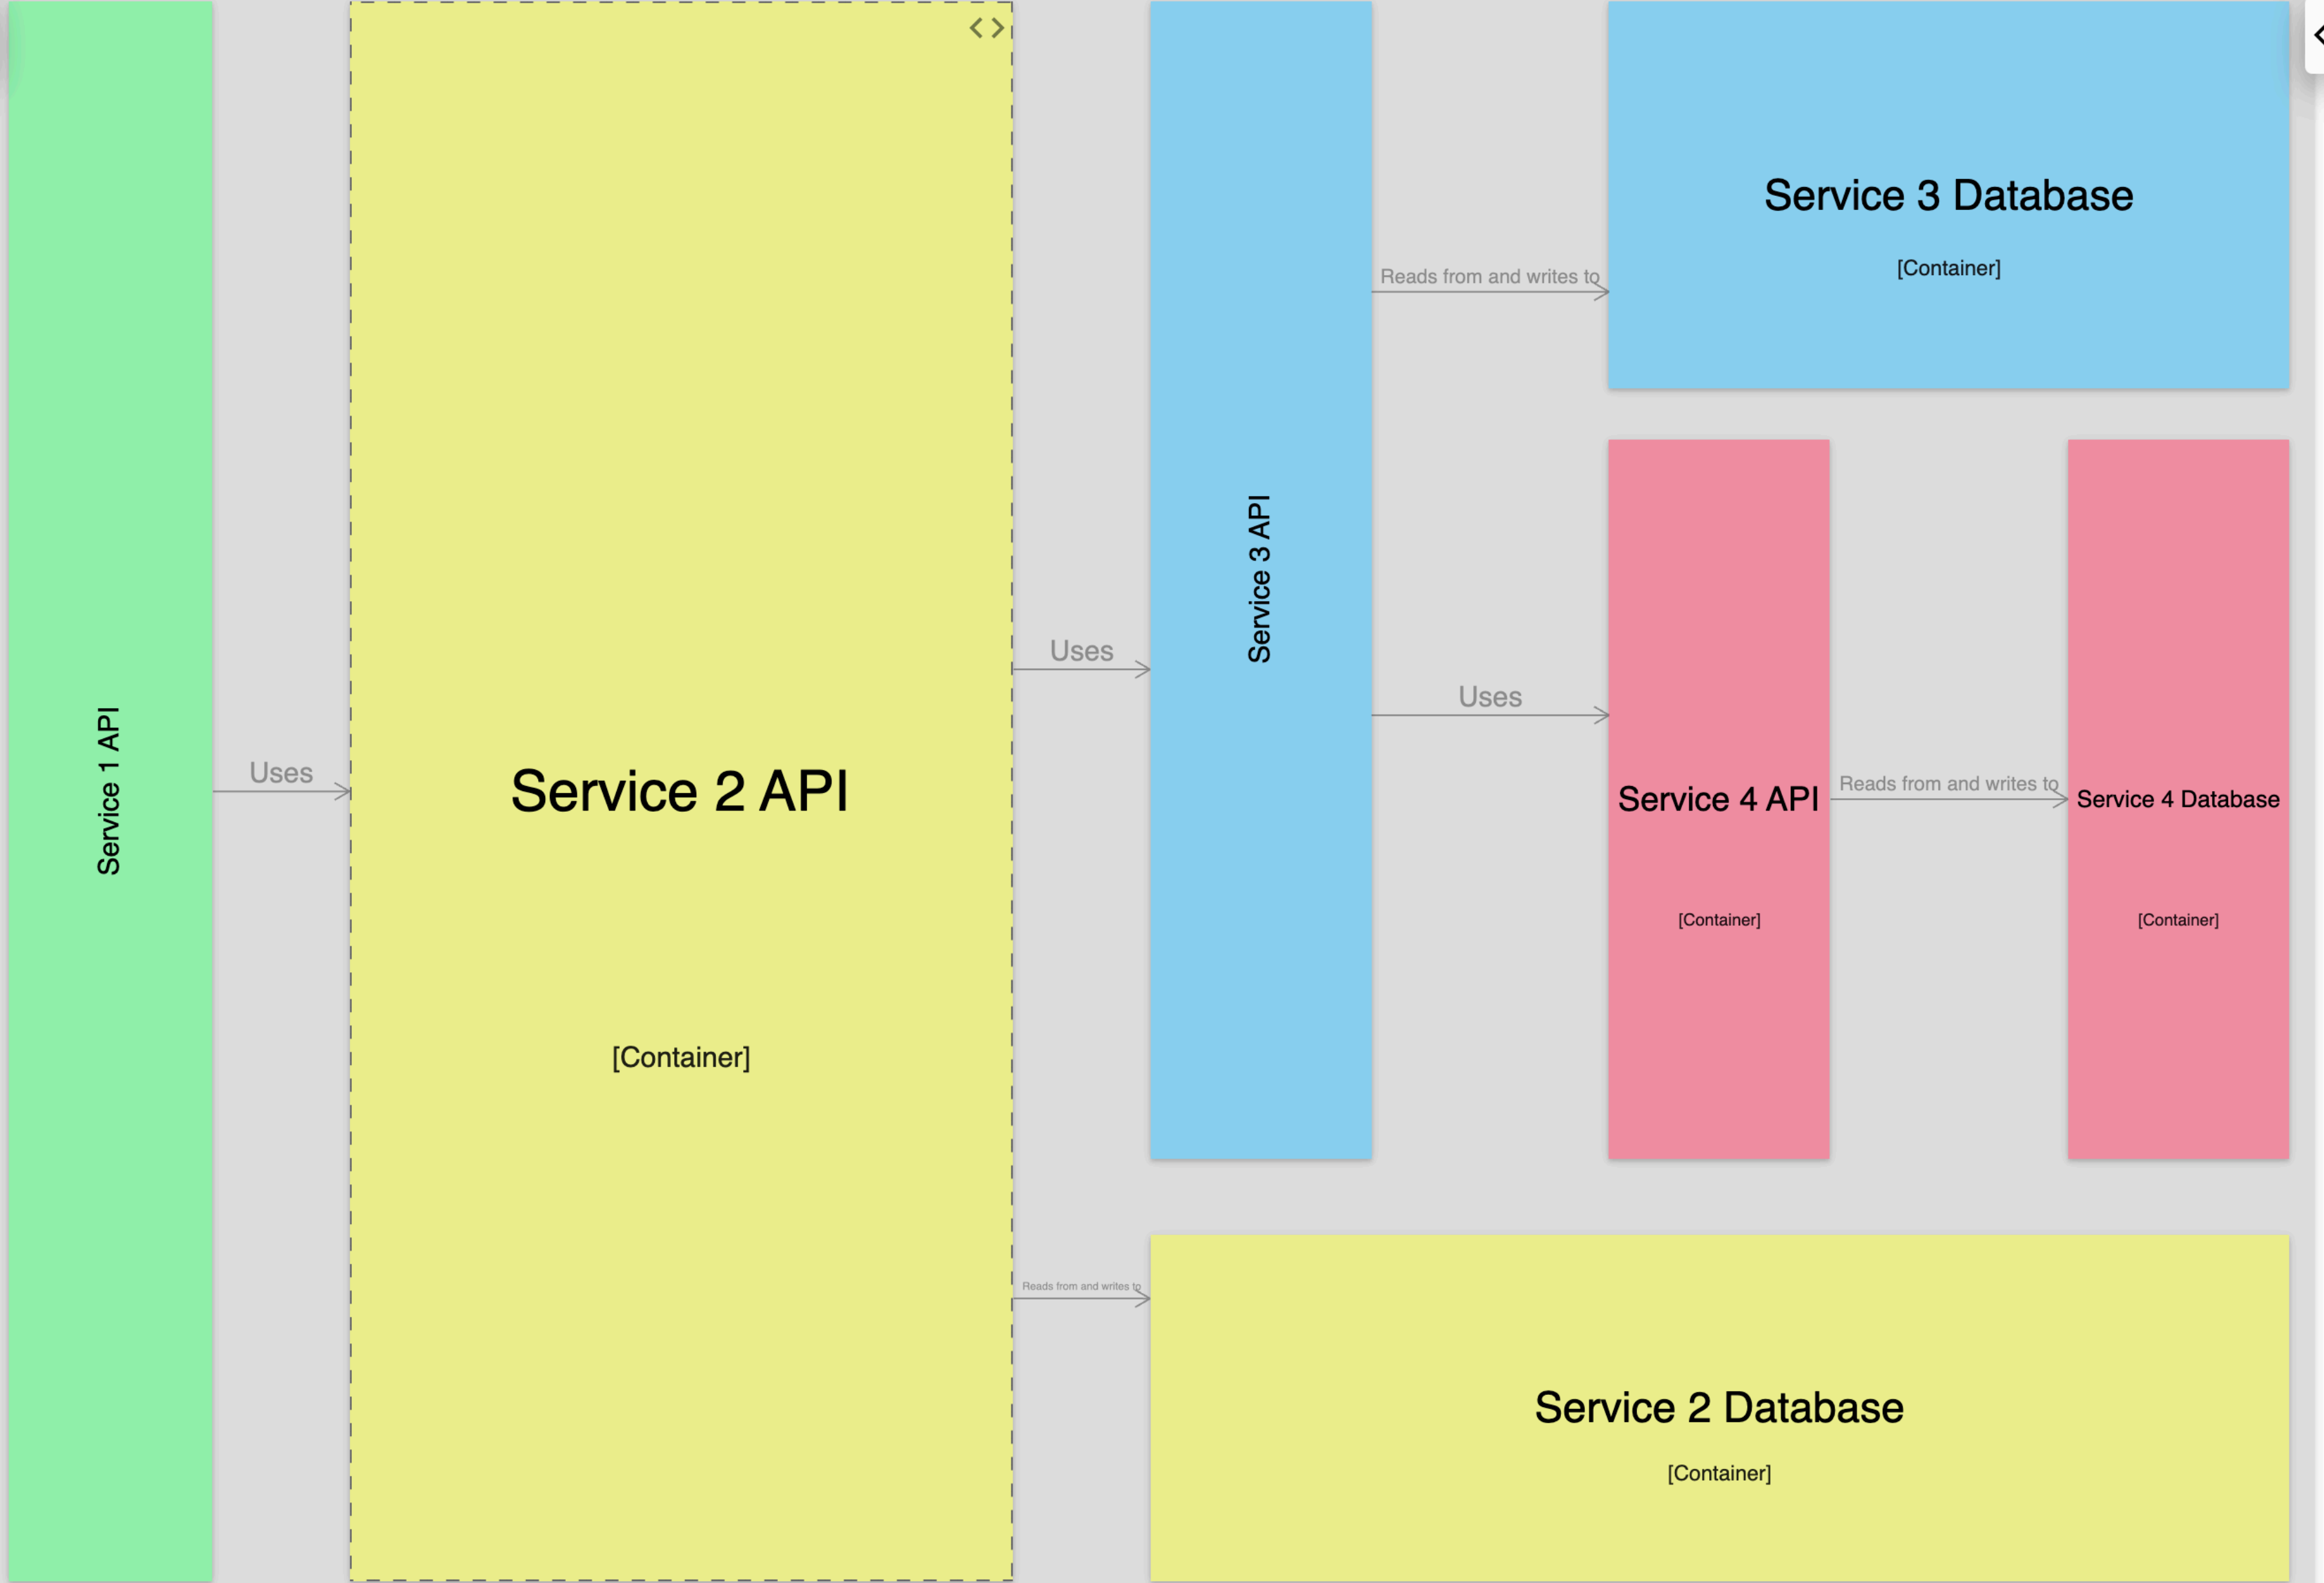 Service 1 API
Uses
Service 2 API
[Container]
Uses
Reads from and writes to
Service 3 API
Reads from and writes to
Uses
Service 3 Database
[Container]
Service 4 API
[Container]
Reads from and writes to
Service 4 Database
[Container]
Service 2 Database
[Container]